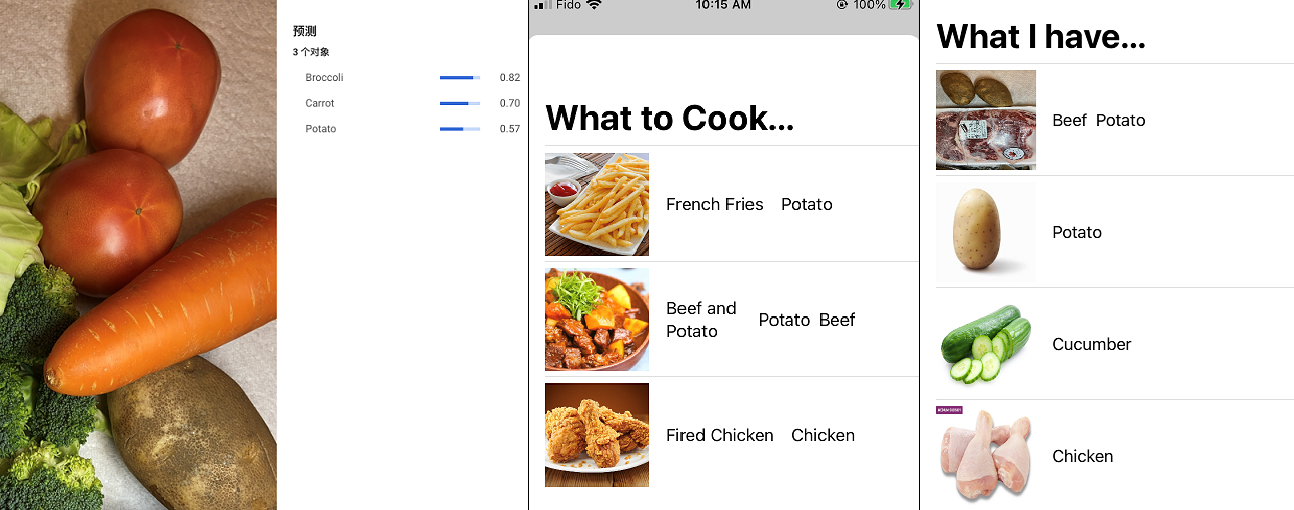 预测
3 个对象
Broccoli 0.82
Carrot 0.70
Potato 0.57
Fido 10:15 AM 100%
What to Cook...
French Fries Potato
Beef and
Potato
Potato Beef
Fired Chicken Chicken
What I have...
Beef Potato
Potato
Cucumber
Chicken